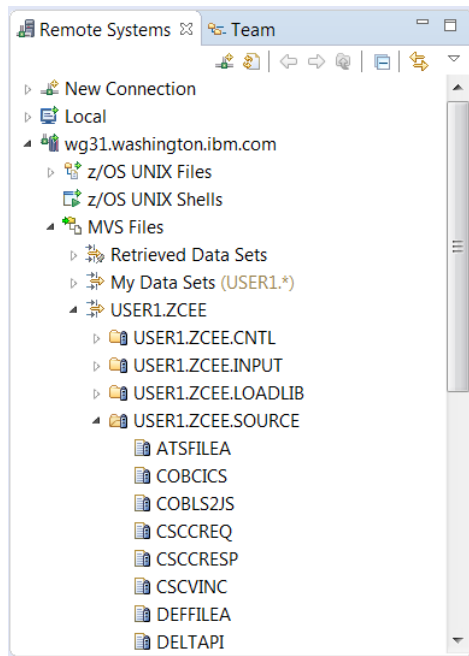 Remote Systems Team
New Connection
Local
wg31.washington.ibm.com
z/OS UNIX Files
z/OS UNIX Shells
MVS Files
Retrieved Data Sets
My Data Sets (USER1.*)
USER1.ZCEE
USER1.ZCEE.CNTL
USER1.ZCEE.INPUT
USER1.ZCEE.LOADLIB
USER1.ZCEE.SOURCE
ATSFILEA
COBCICS
COBLS2JS
CSCCREQ
CSCCRESP
CSCVINC
DEFFILEA
DELTAPI